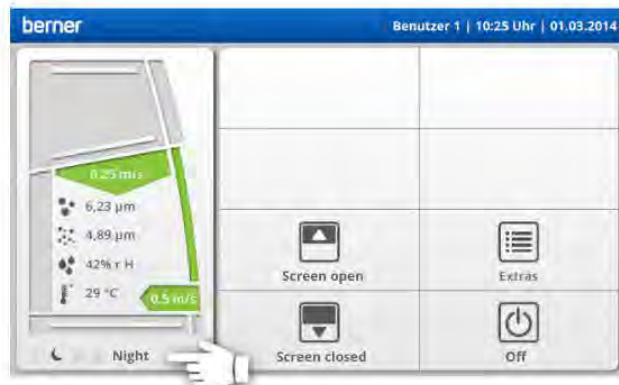 berner
Benutzer 1 | 10:25 Uhr | 01.03.2014
0.25 m/s
6,23 µm
4,89 µm
42% r H
29 °C
0.5 m/s
Night
Screen open
Extras
Screen closed
Off